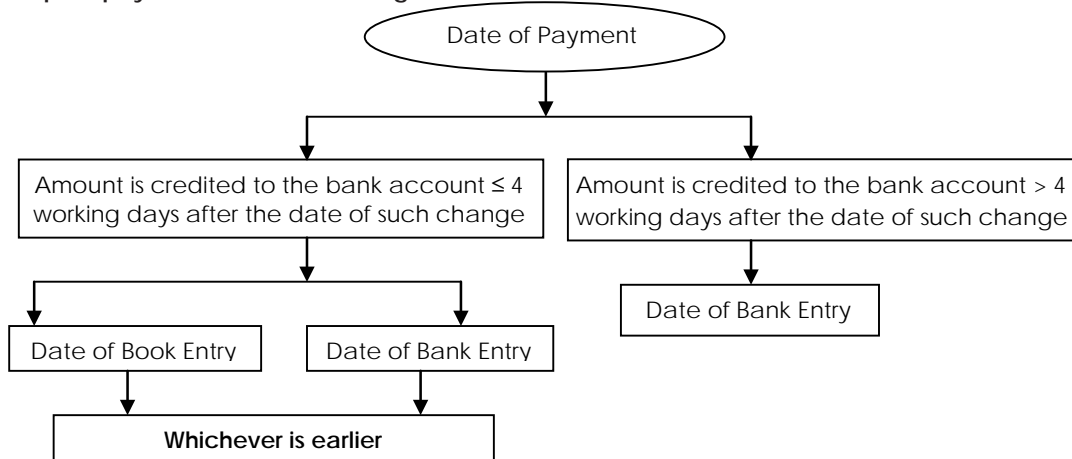 Date of Payment
Amount is credited to the bank account ≤ 4
working days after the date of such change
Amount is credited to the bank account > 4
working days after the date of such change
Date of Book Entry
Date of Bank Entry
Date of Bank Entry
Whichever is earlier